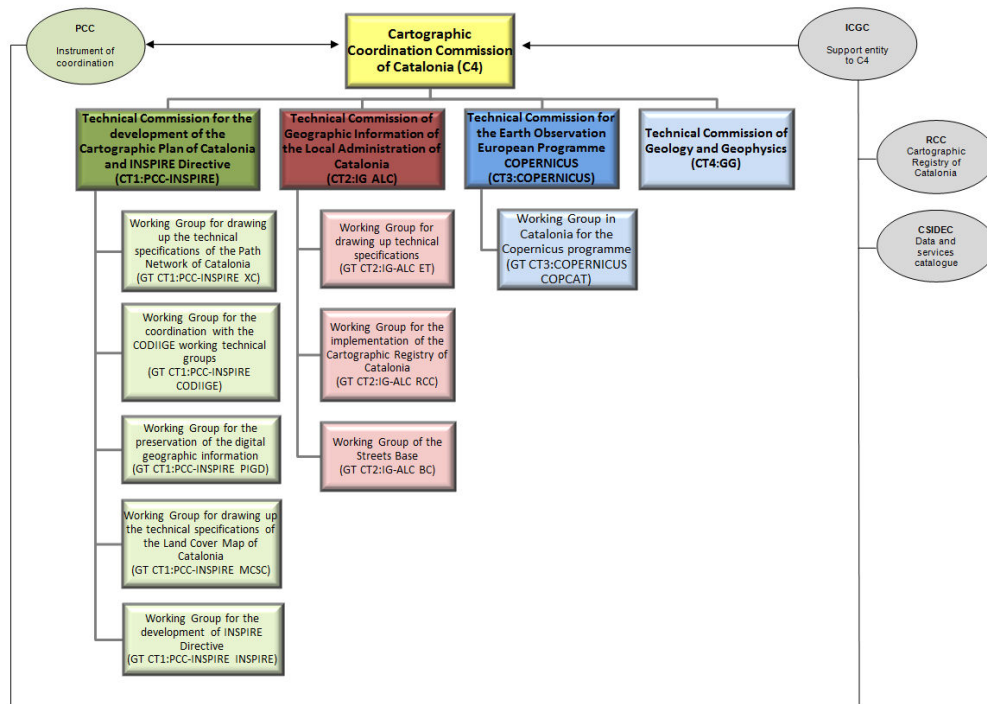 PCC
Instrument of
coordination
Cartographic
Coordination Commission
of Catalonia (C4)
ICGC
Support entity
to C4
Technical Commission for the
development of the
Cartographic Plan of Catalonia
and INSPIRE Directive
(CT1:PCC-INSPIRE)
Technical Commission of
Geographic Information of
the Local Administration of
Catalonia
(CT2:IG ALC)
Technical Commission for
the Earth Observation
European Programme
COPERNICUS
(CT3:COPERNICUS)
Technical Commission of
Geology and Geophysics
(CT4:GG)
RCC
Cartographic
Registry of
Catalonia
CSIDEC
Data and
services
catalogue
Working Group for drawing
up the technical
specifications of the Path
Network of Catalonia
(GT CT1:PCC-INSPIRE XC)
Working Group for the
coordination with the
CODIIGE working technical
groups
(GT CT1:PCC-INSPIRE
CODIIGE)
Working Group for the
preservation of the digital
geographic information
(GT CT1:PCC-INSPIRE PIGD)
Working Group for drawing up
the technical specifications of
the Land Cover Map of
Catalonia
(GT CT1:PCC-INSPIRE MCSC)
Working Group for the
development of INSPIRE
Directive
(GT CT1:PCC-INSPIRE INSPIRE)
Working Group for
drawing up technical
specifications
(GT CT2:IG-ALC ET)
Working Group for the
implementation of the
Cartographic Registry of
Catalonia
(GT CT2:IG-ALC RCC)
Working Group of the
Streets Base
(GT CT2:IG-ALC BC)
Working Group in
Catalonia for the
Copernicus programme
(GT CT3:COPERNICUS
COPCAT)